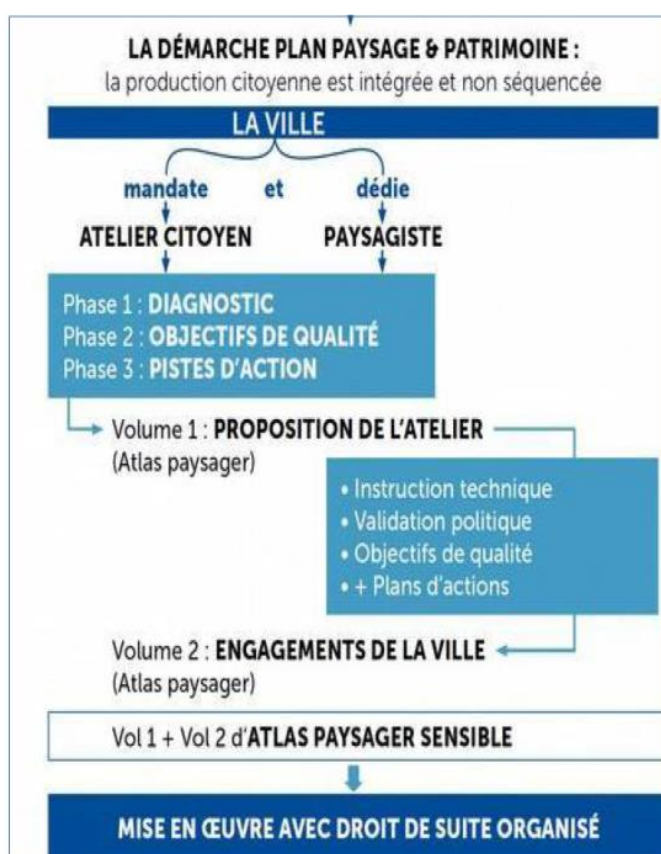 LA DÉMARCHE PLAN PAYSAGE & PATRIMOINE :
la production citoyenne est intégrée et non séquencée
LA VILLE
mandate et dédie
ATELIER CITOYEN PAYSAGISTE
Phase 1 : DIAGNOSTIC
Phase 2 : OBJECTIFS DE QUALITÉ
Phase 3 : PISTES D'ACTION
Volume 1 : PROPOSITION DE L'ATELIER
(Atlas paysager)
• Instruction technique
• Validation politique
• Objectifs de qualité
• + Plans d'actions
Volume 2 : ENGAGEMENTS DE LA VILLE
(Atlas paysager)
Vol 1 + Vol 2 d'ATLAS PAYSAGER SENSIBLE
MISE EN ŒUVRE AVEC DROIT DE SUITE ORGANISÉ